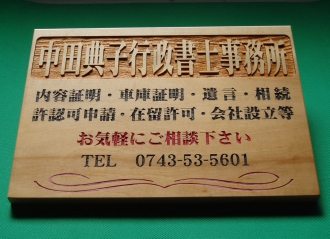 中田典子行政書士事務所
内容証明・車庫証明・遺言・相続
許認可申請・在留許可・会社設立等
お気軽にご相談下さい
TEL 0743-53-5601